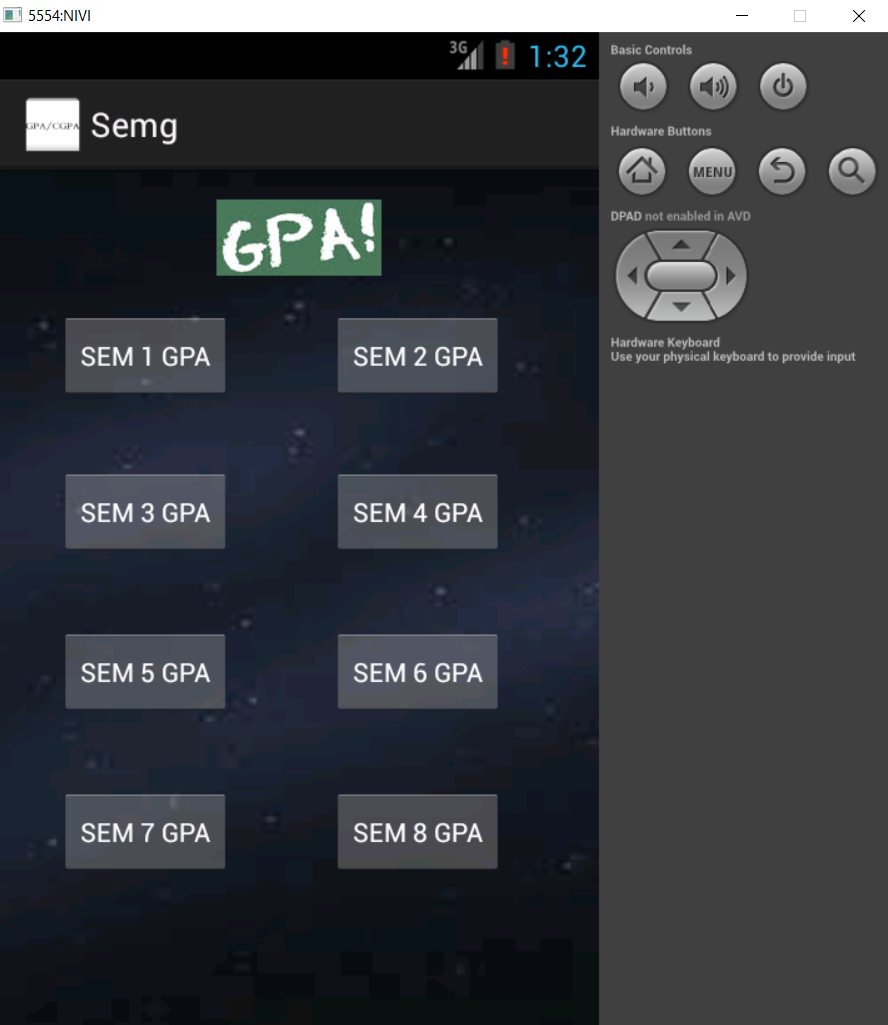 5554:NIVI
3G 1:32
GPA/CGPA Semg
GPA!
SEM 1 GPA SEM 2 GPA
SEM 3 GPA SEM 4 GPA
SEM 5 GPA SEM 6 GPA
SEM 7 GPA SEM 8 GPA
Basic Controls
Hardware Buttons
MENU
DPAD not enabled in AVD
Hardware Keyboard
Use your physical keyboard to provide input